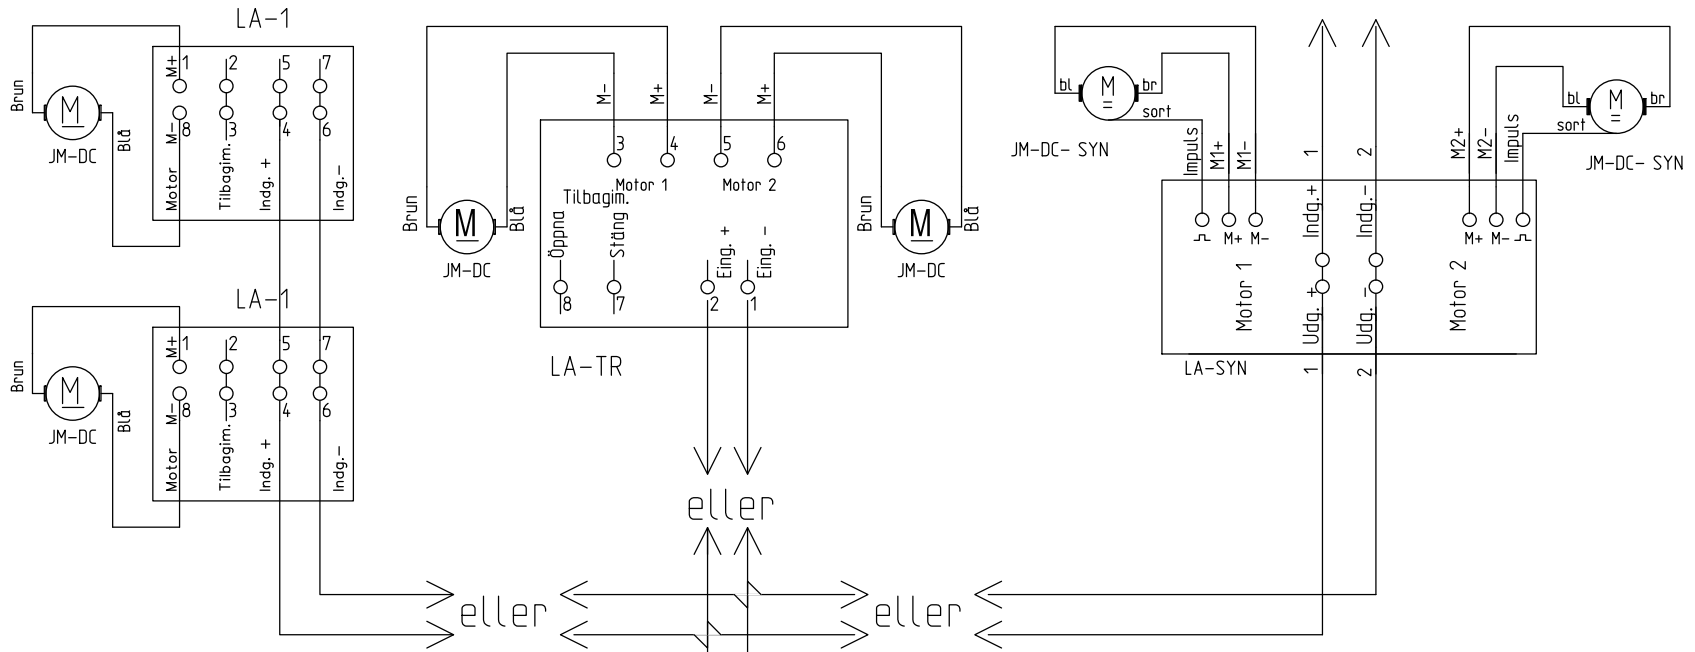 LA-1
M+ 1
2
5
7
Brun
M
JM-DC
Blå
M- 8
3
4
6
Motor
Tilbagim.
Indg. +
Indg.-
LA-1
M+ 1
2
5
7
Brun
M
JM-DC
Blå
M- 8
3
4
6
Motor
Tilbagim.
Indg. +
Indg.-
M-
M+
M-
M+
3
4
5
6
Motor 1
Motor 2
Tilbagim.
Brun
M
Blå
JM-DC
Öppna
Stäng
Eing. +
Eing. -
8
7
2
1
Brun
M
Blå
JM-DC
LA-TR
eller
eller
eller
bl
M
=
br
sort
JM-DC- SYN
Impuls
M1+
M1-
1
2
M2+
M2-
Impuls
bl
M
=
br
sort
JM-DC- SYN
M+
M-
Indg. +
Indg. -
M+
M-
Motor 1
Udg. +
Udg. -
Motor 2
LA-SYN
1
2